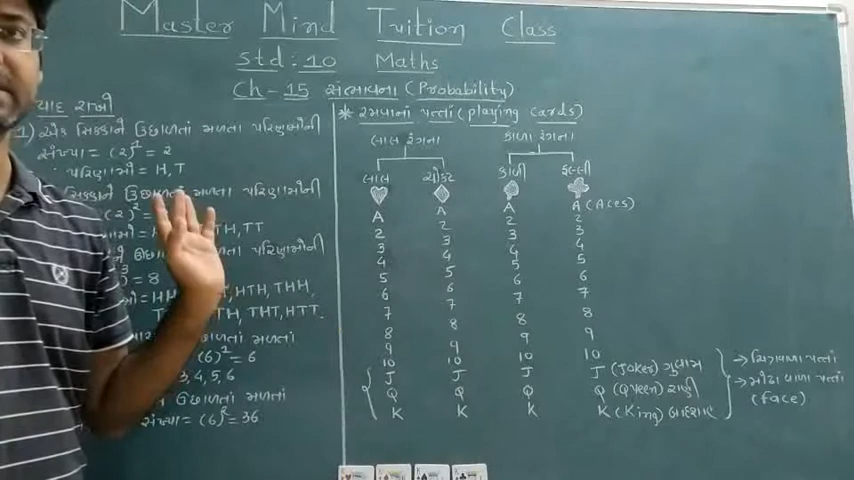 Master Mind Tuition Class
std : 10 Maths
Ch - 15 સંભાવના (Probability)
યાદ રાખો
1) એક સિક્કાને ઉછાળતાં મળતા પરિણામોની
સંખ્યા = (2)¹ = 2
પરિણામો = H, T
સિક્કાને ઉછાળતાં મળતા પરિણામોની
(2)² =
TH, TT
મળતા પરિણામોની
= 8
HTH, THH,
TTH, THT, HTT.
ઉછાળતાં મળતાં
(6)¹ = 6
3, 4, 5, 6
ઉછાળતાં મળતાં
સંખ્યા = (6)² = 36
* રમવાનાં પત્તાં (playing cards)
લાલ રંગના કાળા રંગના
લાલ ચોકટ કાળી ફુલ્લી
A A A A (Aces)
2 2 2 2
3 3 3 3
4 4 4 4
5 5 5 5
6 6 6 6
7 7 7 7
8 8 8 8
9 9 9 9
10 10 10 10
J J J J (Joker) ગુલામ
Q Q Q Q (Queen) રાણી
K K K K (King) બાદશાહ
→ ચિત્રવાળા પત્તાં
→ મોઢા વાળા પત્તાં
(face)